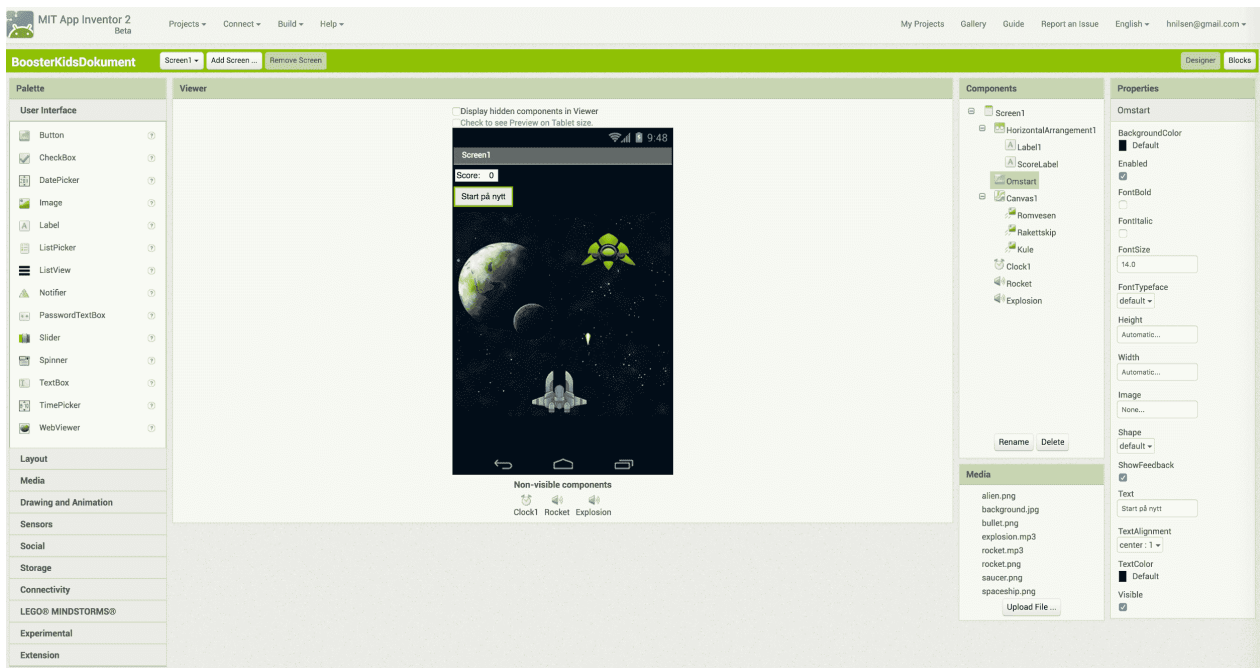 MIT App Inventor 2
Beta
Projects Connect Build Help
My Projects Gallery Guide Report an Issue English hnilsen@gmail.com
BoosterKidsDokument
Screen1 Add Screen ... Remove Screen
Designer Blocks
Palette
User Interface
Button
CheckBox
DatePicker
Image
Label
ListPicker
ListView
Notifier
PasswordTextBox
Slider
Spinner
TextBox
TimePicker
WebViewer
Layout
Media
Drawing and Animation
Sensors
Social
Storage
Connectivity
LEGO® MINDSTORMS®
Experimental
Extension
Viewer
Display hidden components in Viewer
Check to see Preview on Tablet size.
9:48
Screen1
Score: 0
Start på nytt
Non-visible components
Clock1 Rocket Explosion
Components
Screen1
HorizontalArrangement1
Label1
ScoreLabel
Omstart
Canvas1
Romvesen
Rakettskip
Kule
Clock1
Rocket
Explosion
Rename Delete
Media
alien.png
background.jpg
bullet.png
explosion.mp3
rocket.mp3
rocket.png
saucer.png
spaceship.png
Upload File ...
Properties
Omstart
BackgroundColor
Default
Enabled
FontBold
FontItalic
FontSize
14.0
FontTypeface
default
Height
Automatic...
Width
Automatic...
Image
None...
Shape
default
ShowFeedback
Text
Start på nytt
TextAlignment
center : 1
TextColor
Default
Visible